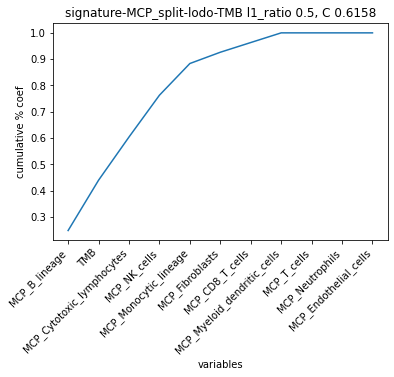 signature-MCP_split-lodo-TMB l1_ratio 0.5, C 0.6158
cumulative % coef
1.0
0.9
0.8
0.7
0.6
0.5
0.4
0.3
MCP_B_lineage
TMB
MCP_Cytotoxic_lymphocytes
MCP_NK_cells
MCP_Monocytic_lineage
MCP_Fibroblasts
MCP_CD8_T_cells
MCP_Myeloid_dendritic_cells
MCP_T_cells
MCP_Neutrophils
MCP_Endothelial_cells
variables